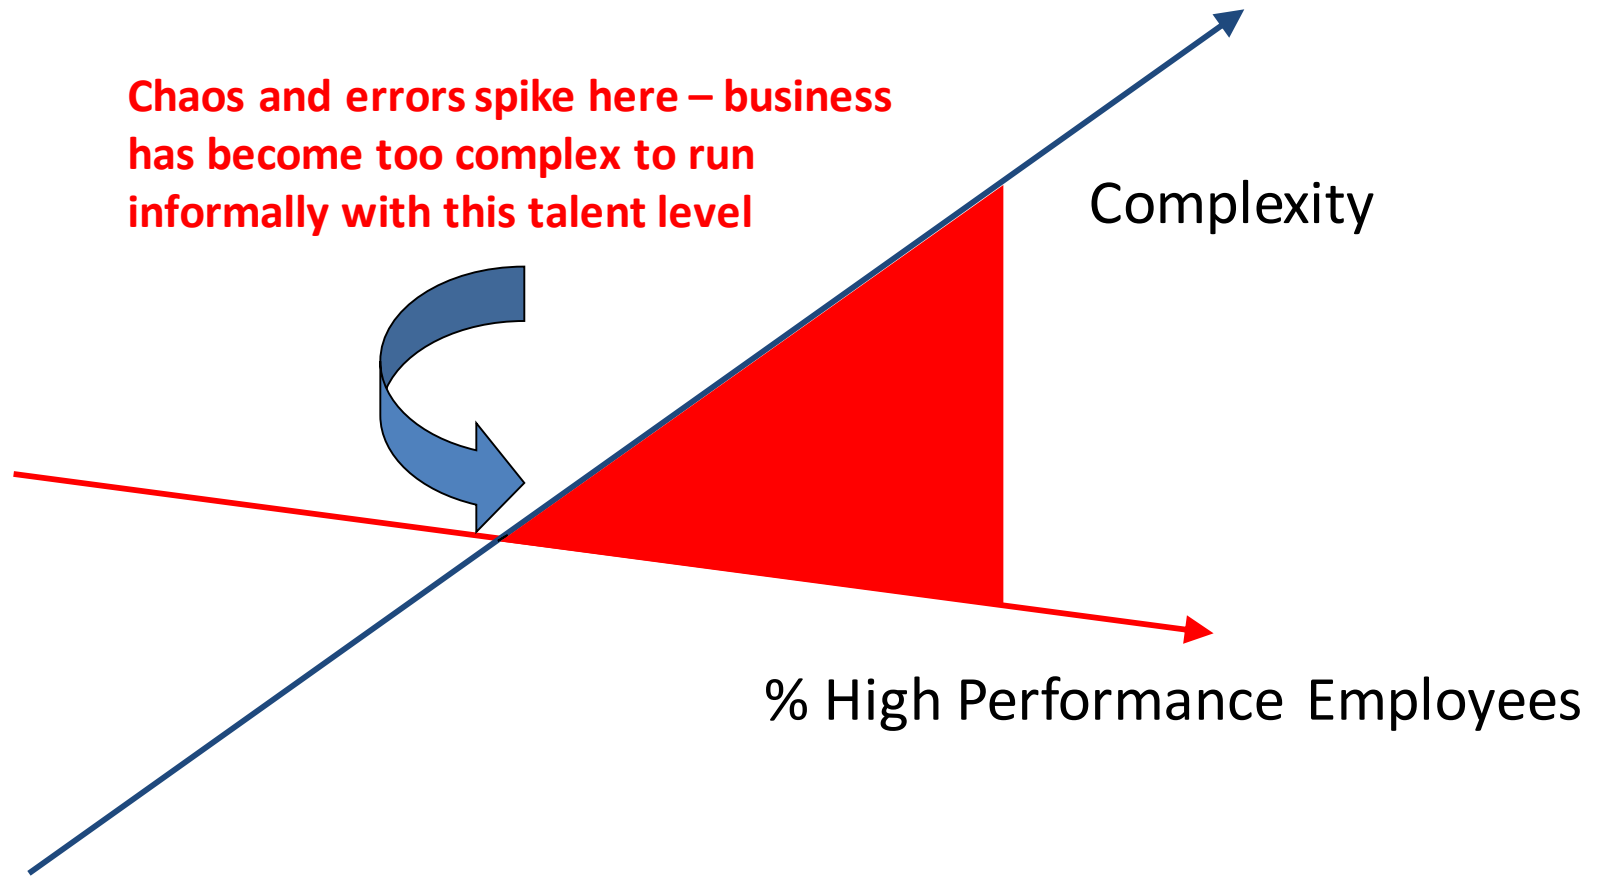 Chaos and errors spike here – business
has become too complex to run
informally with this talent level
Complexity
% High Performance Employees